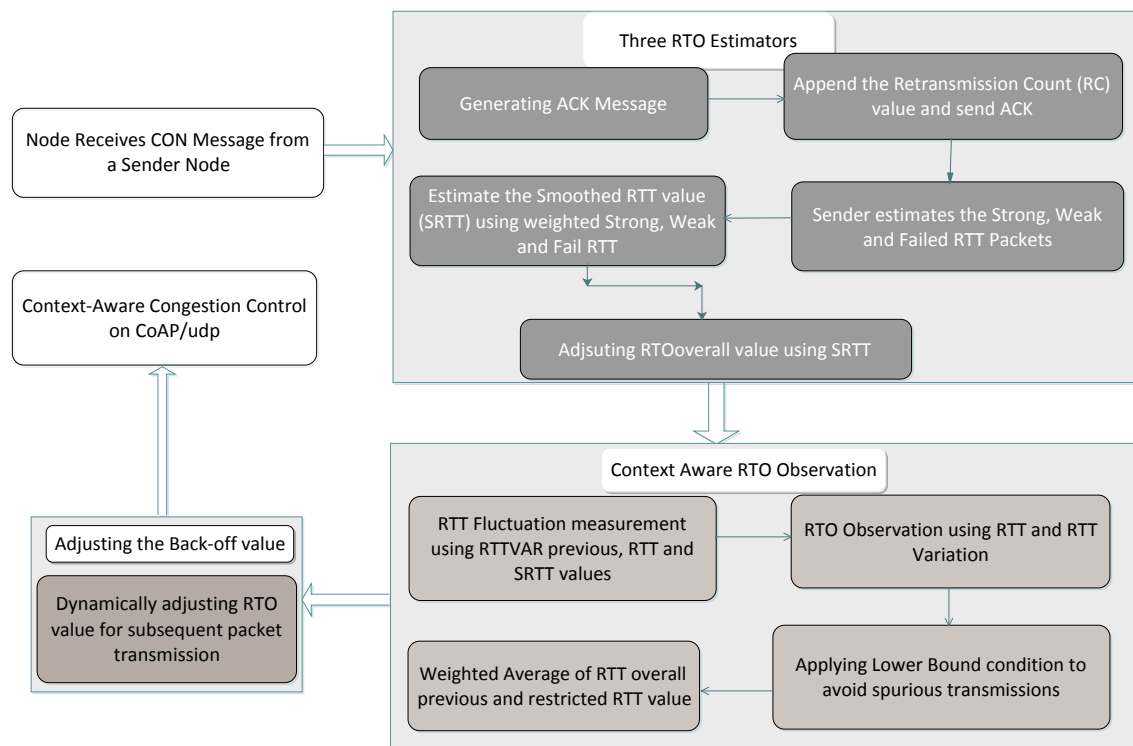 Node Receives CON Message from
a Sender Node
Three RTO Estimators
Generating ACK Message
Append the Retransmission Count (RC)
value and send ACK
Sender estimates the Strong, Weak
and Failed RTT Packets
Estimate the Smoothed RTT value
(SRTT) using weighted Strong, Weak
and Fail RTT
Adjsuting RTOoverall value using SRTT
Context Aware RTO Observation
RTT Fluctuation measurement
using RTTVAR previous, RTT and
SRTT values
RTO Observation using RTT and RTT
Variation
Applying Lower Bound condition to
avoid spurious transmissions
Weighted Average of RTT overall
previous and restricted RTT value
Adjusting the Back-off value
Dynamically adjusting RTO
value for subsequent packet
transmission
Context-Aware Congestion Control
on CoAP/udp